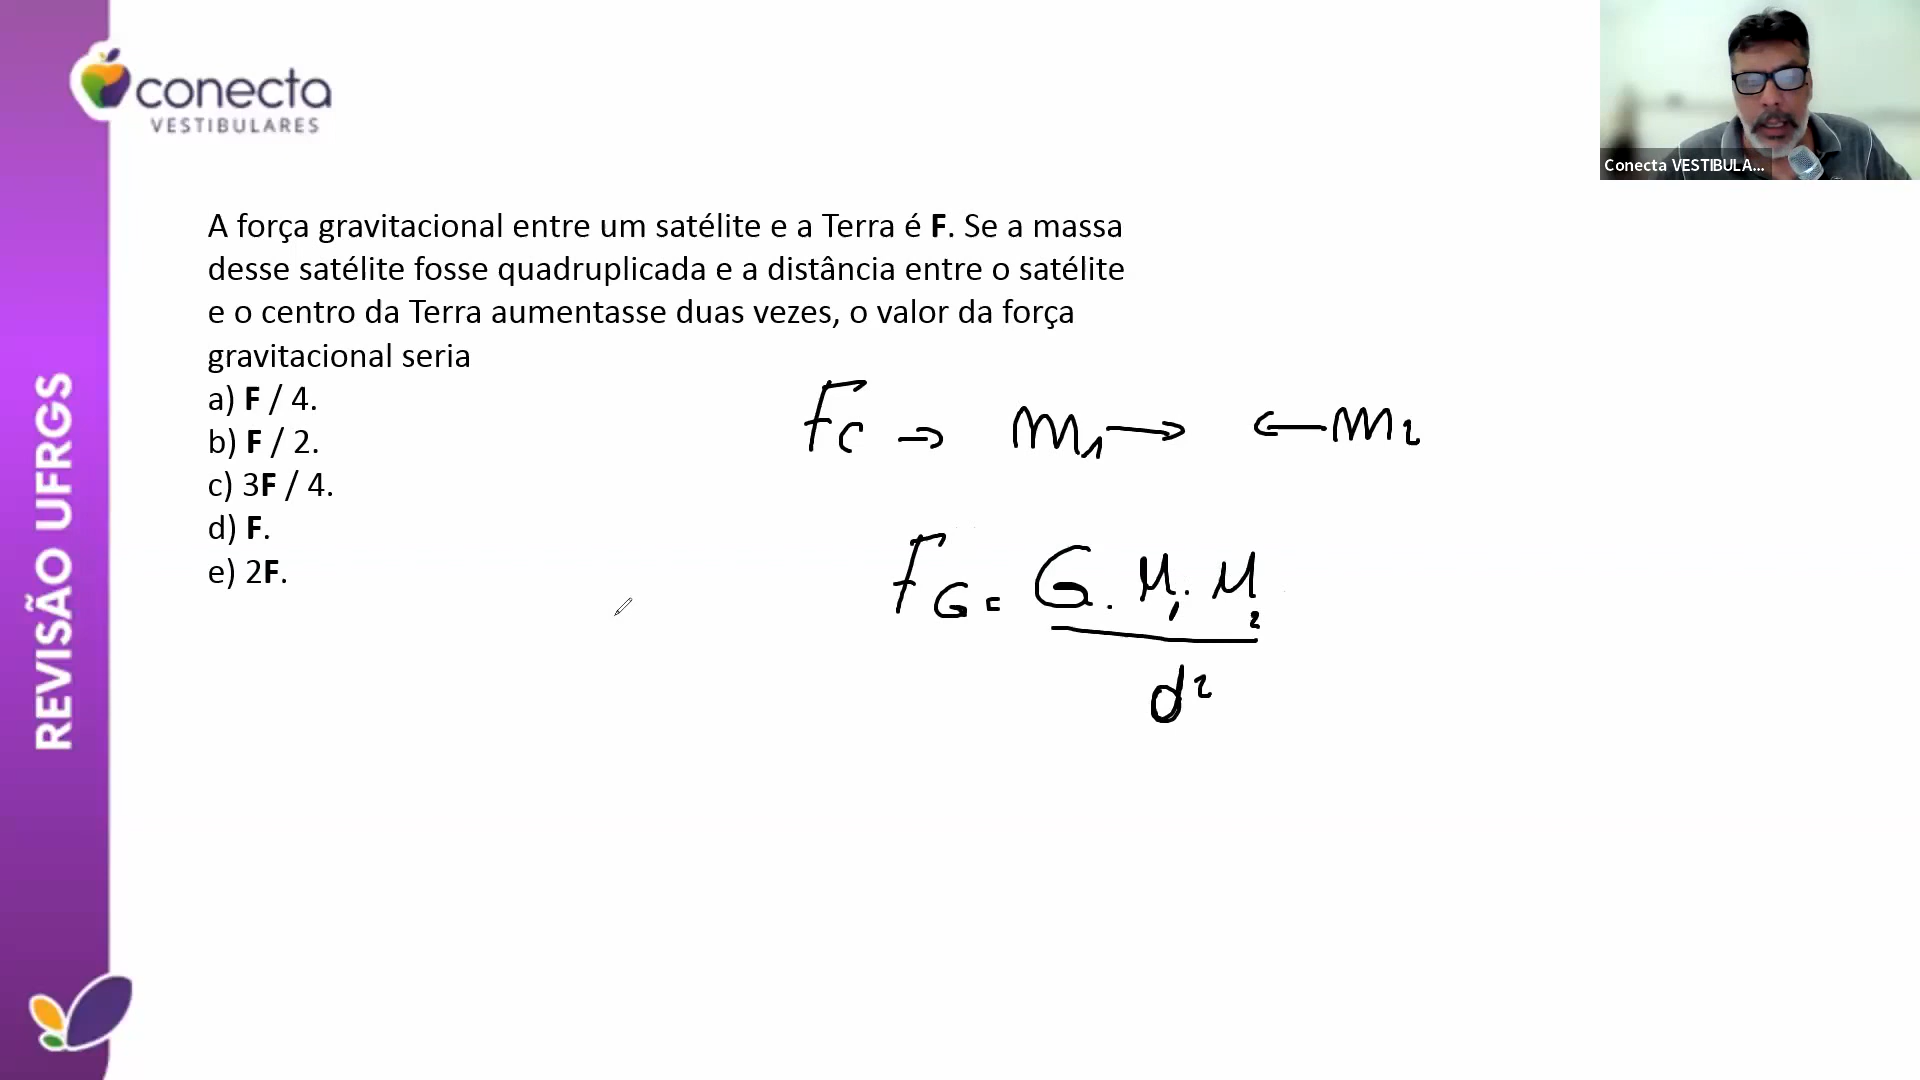 conecta
VESTIBULARES
Conecta VESTIBULA...
REVISÃO UFRGS
A força gravitacional entre um satélite e a Terra é F. Se a massa
desse satélite fosse quadruplicada e a distância entre o satélite
e o centro da Terra aumentasse duas vezes, o valor da força
gravitacional seria
a) F / 4.
b) F / 2.
c) 3F / 4.
d) F.
e) 2F.
FC → m1 → ← m2
FG = G . M1 . M2
d²